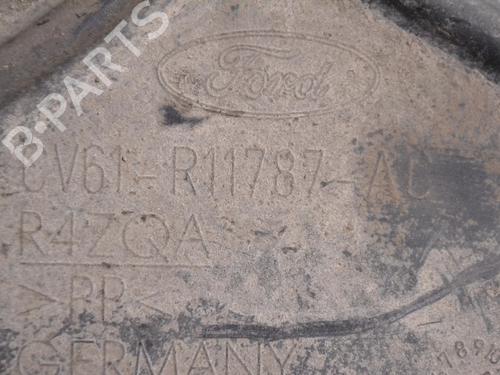 B-PARTS
Ford
CV61-R11787-AC
R4ZQA
>PP<
GERMANY